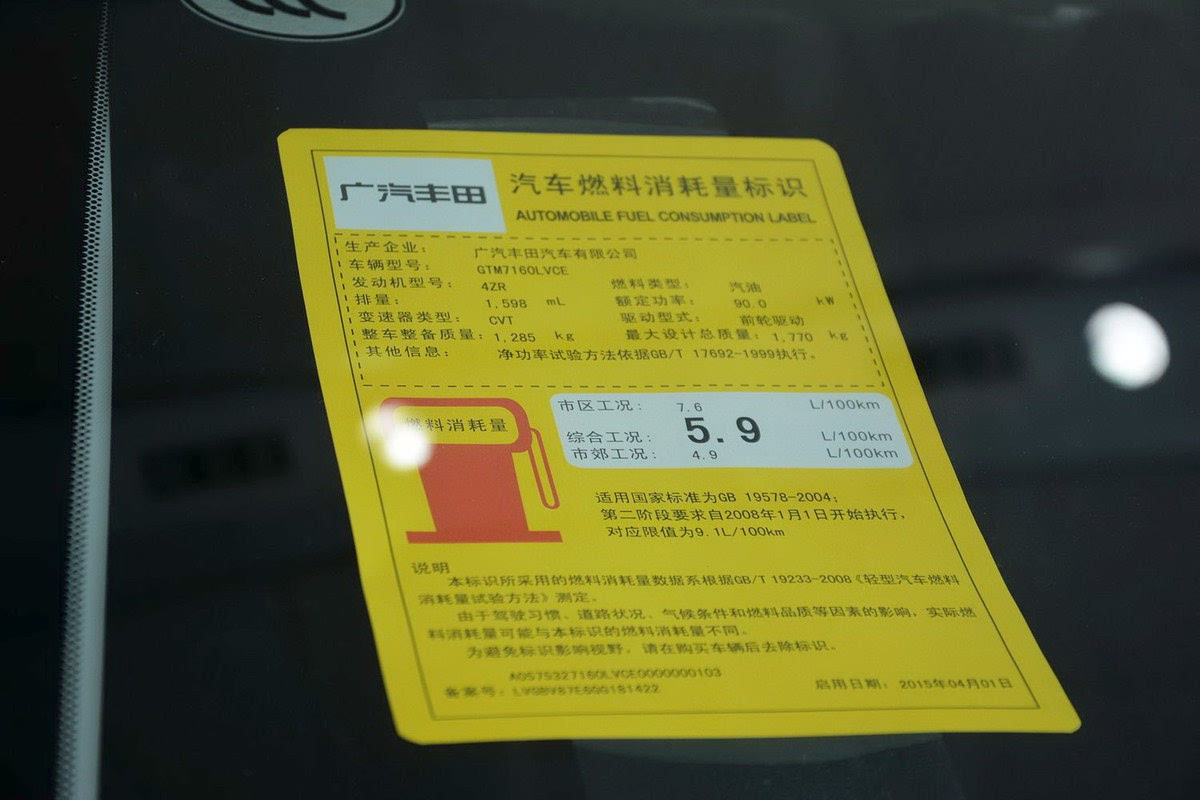 广汽丰田
汽车燃料消耗量标识
AUTOMOBILE FUEL CONSUMPTION LABEL
生产企业: 广汽丰田汽车有限公司
车辆型号: GTM7160LVCE
发动机型号: 4ZR 燃料类型: 汽油
排量: 1,598 mL 额定功率: 90.0 kW
变速器类型: CVT 驱动型式: 前轮驱动
整车整备质量: 1,285 kg 最大设计总质量: 1,770 kg
其他信息: 净功率试验方法依据GB/T 17692-1999执行。
燃料消耗量
市区工况: 7.6 L/100km
综合工况: 5.9 L/100km
市郊工况: 4.9 L/100km
适用国家标准为GB 19578-2004;
第二阶段要求自2008年1月1日开始执行,
对应限值为9.1L/100km
说明
本标识所采用的燃料消耗量数据系根据GB/T 19233-2008《轻型汽车燃料
消耗量试验方法》测定。
由于驾驶习惯、道路状况、气候条件和燃料品质等因素的影响,实际燃
料消耗量可能与本标识的燃料消耗量不同。
为避免标识影响视野,请在购买车辆后去除标识。
备案号:
启用日期: 2015年04月01日